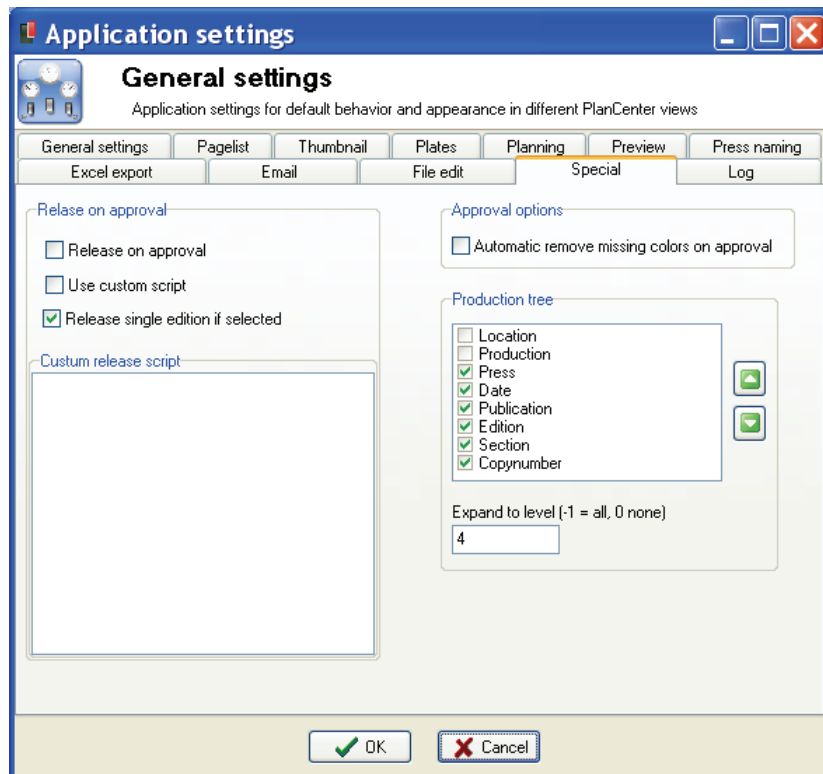 Application settings
General settings
Application settings for default behavior and appearance in different PlanCenter views
General settings Pagelist Thumbnail Plates Planning Preview Press naming
Excel export Email File edit Special Log
Relase on approval
Release on approval
Use custom script
Release single edition if selected
Custum release script
Approval options
Automatic remove missing colors on approval
Production tree
Location
Production
Press
Date
Publication
Edition
Section
Copynumber
Expand to level (-1 = all, 0 none)
4
OK Cancel